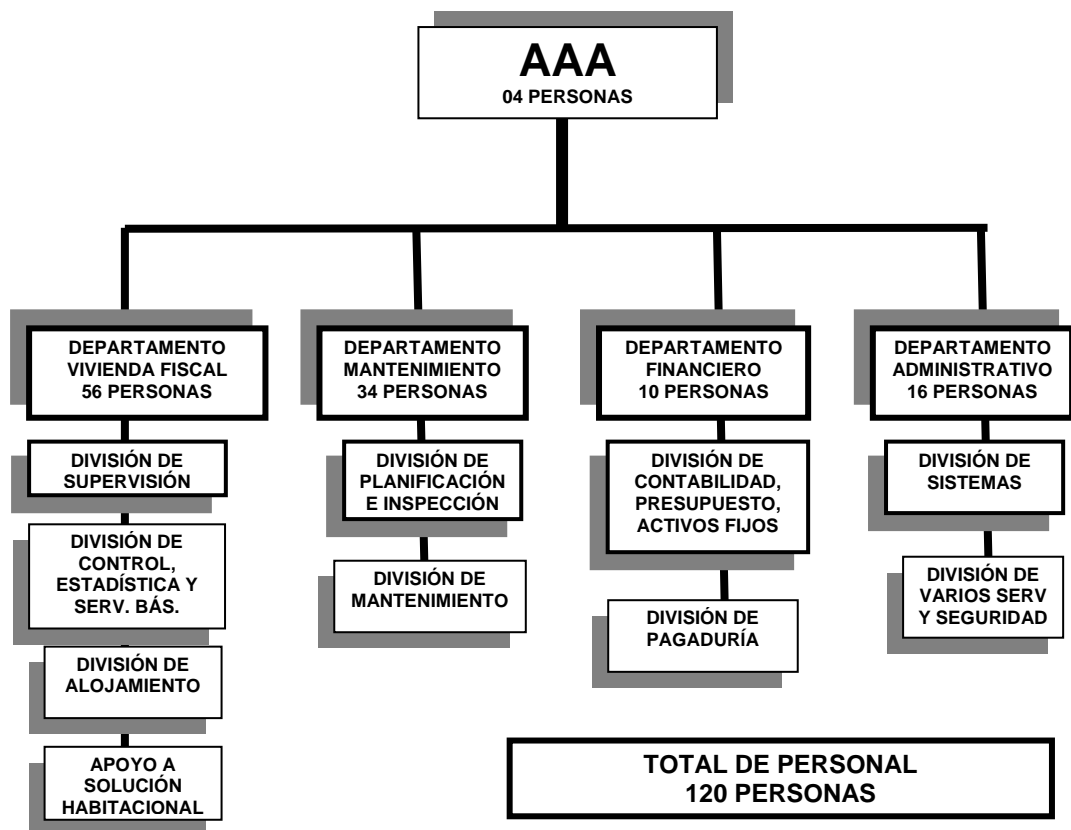 AAA
04 PERSONAS
DEPARTAMENTO
VIVIENDA FISCAL
56 PERSONAS
DIVISIÓN DE
SUPERVISIÓN
DIVISIÓN DE
CONTROL,
ESTADÍSTICA Y
SERV. BÁS.
DIVISIÓN DE
ALOJAMIENTO
APOYO A
SOLUCIÓN
HABITACIONAL
DEPARTAMENTO
MANTENIMIENTO
34 PERSONAS
DIVISIÓN DE
PLANIFICACIÓN
E INSPECCIÓN
DIVISIÓN DE
MANTENIMIENTO
DEPARTAMENTO
FINANCIERO
10 PERSONAS
DIVISIÓN DE
CONTABILIDAD,
PRESUPUESTO,
ACTIVOS FIJOS
DIVISIÓN DE
PAGADURÍA
DEPARTAMENTO
ADMINISTRATIVO
16 PERSONAS
DIVISIÓN DE
SISTEMAS
DIVISIÓN DE
VARIOS SERV
Y SEGURIDAD
TOTAL DE PERSONAL
120 PERSONAS